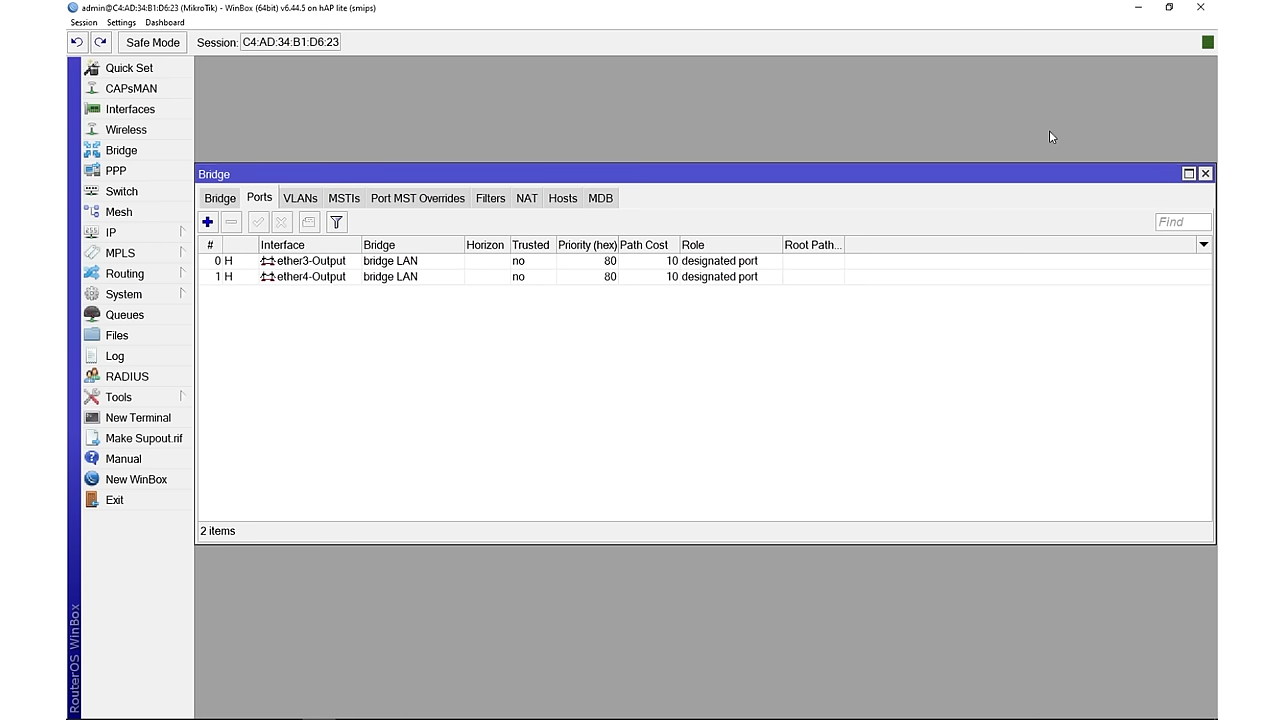 admin@C4:AD:34:B1:D6:23 (MikroTik) - WinBox (64bit) v6.44.5 on hAP lite (smips)
Session Settings Dashboard
Safe Mode Session: C4:AD:34:B1:D6:23
Quick Set
CAPsMAN
Interfaces
Wireless
Bridge
PPP
Switch
Mesh
IP
MPLS
Routing
System
Queues
Files
Log
RADIUS
Tools
New Terminal
Make Supout.rif
Manual
New WinBox
Exit
RouterOS WinBox
Bridge
Bridge Ports VLANs MSTIs Port MST Overrides Filters NAT Hosts MDB
Find
# Interface Bridge Horizon Trusted Priority (hex) Path Cost Role Root Path...
0 H ether3-Output bridge LAN no 80 10 designated port
1 H ether4-Output bridge LAN no 80 10 designated port
2 items